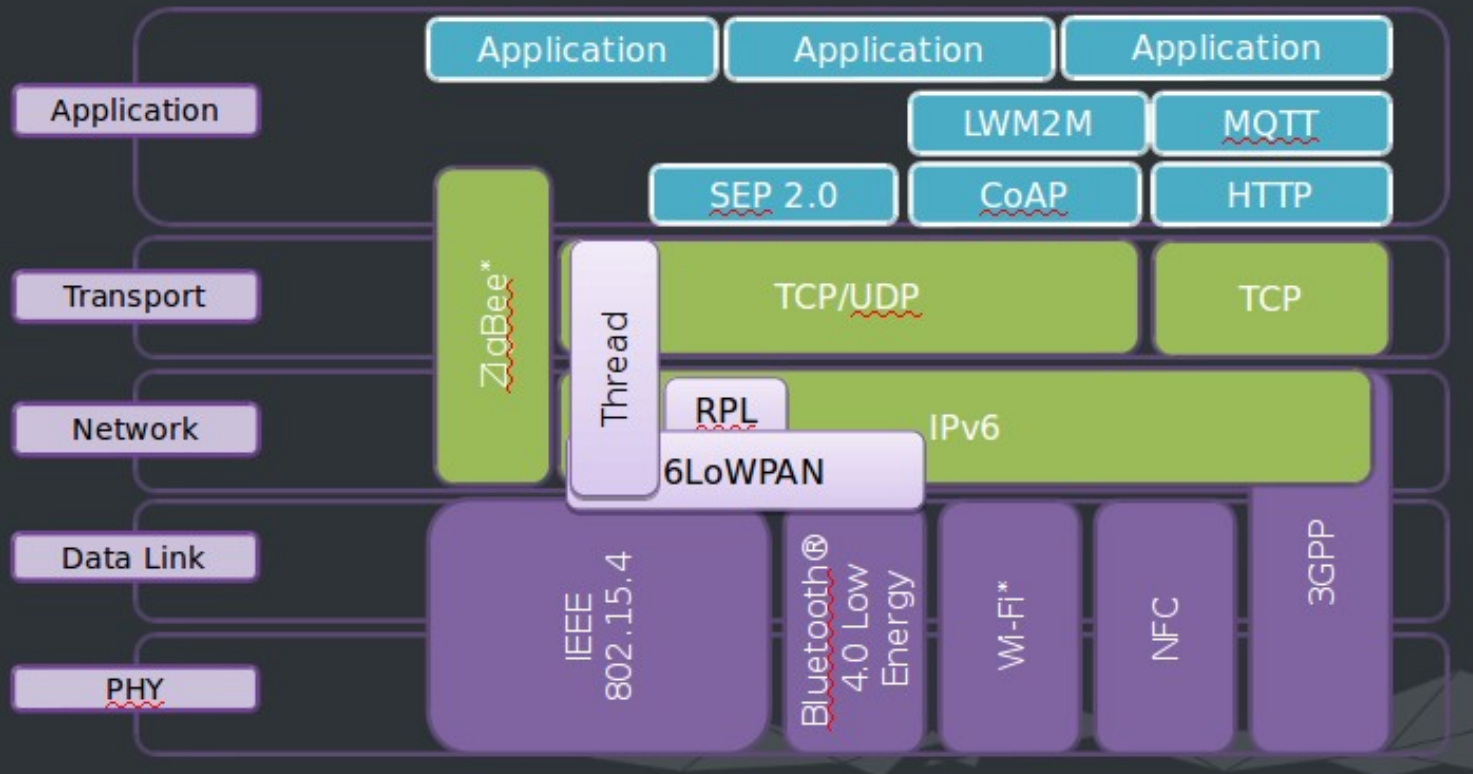 Application
Application
Application
Application
LWM2M
MQTT
SEP 2.0
CoAP
HTTP
Transport
ZigBee*
Thread
TCP/UDP
TCP
Network
RPL
IPv6
6LoWPAN
Data Link
IEEE
802.15.4
Bluetooth®
4.0 Low
Energy
Wi-Fi*
NFC
3GPP
PHY